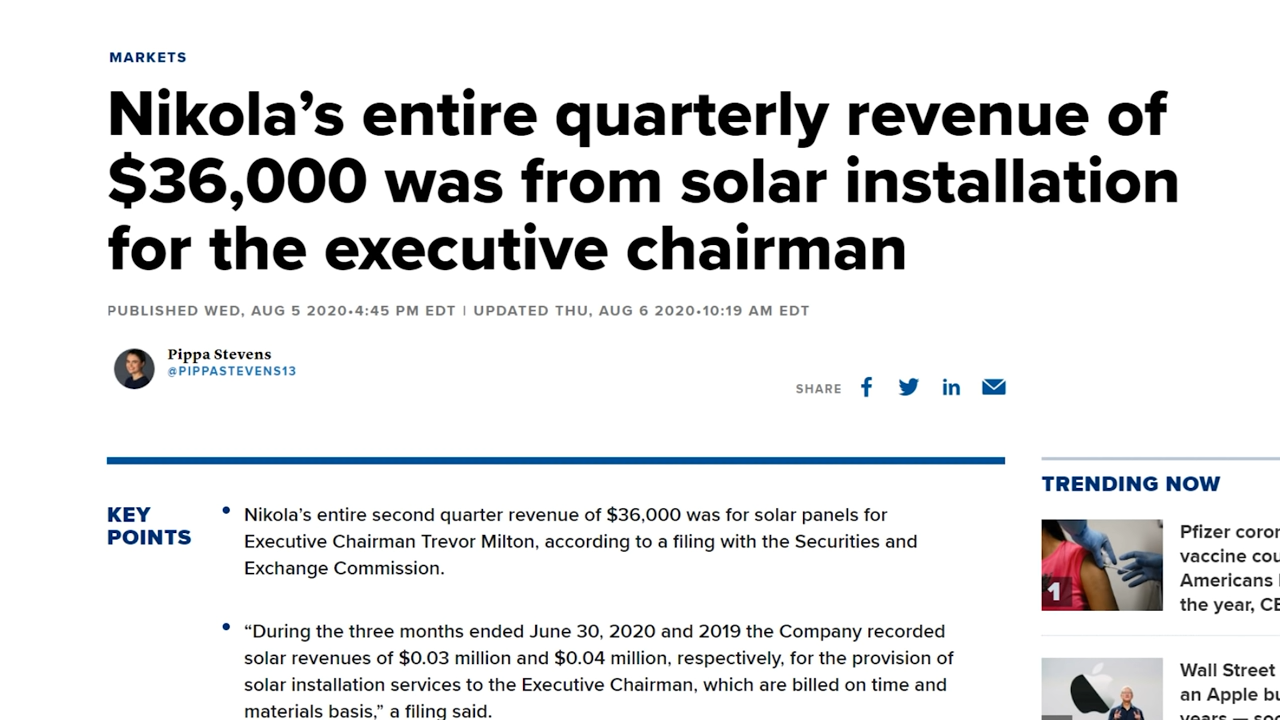 MARKETS
Nikola’s entire quarterly revenue of
$36,000 was from solar installation
for the executive chairman
PUBLISHED WED, AUG 5 2020•4:45 PM EDT | UPDATED THU, AUG 6 2020•10:19 AM EDT
Pippa Stevens
@PIPPASTEVENS13
SHARE
KEY
POINTS
• Nikola’s entire second quarter revenue of $36,000 was for solar panels for
Executive Chairman Trevor Milton, according to a filing with the Securities and
Exchange Commission.
• “During the three months ended June 30, 2020 and 2019 the Company recorded
solar revenues of $0.03 million and $0.04 million, respectively, for the provision of
solar installation services to the Executive Chairman, which are billed on time and
materials basis,” a filing said.
TRENDING NOW
1
Pfizer
vaccine
Americans
the year,
Wall Street
an Apple
years —